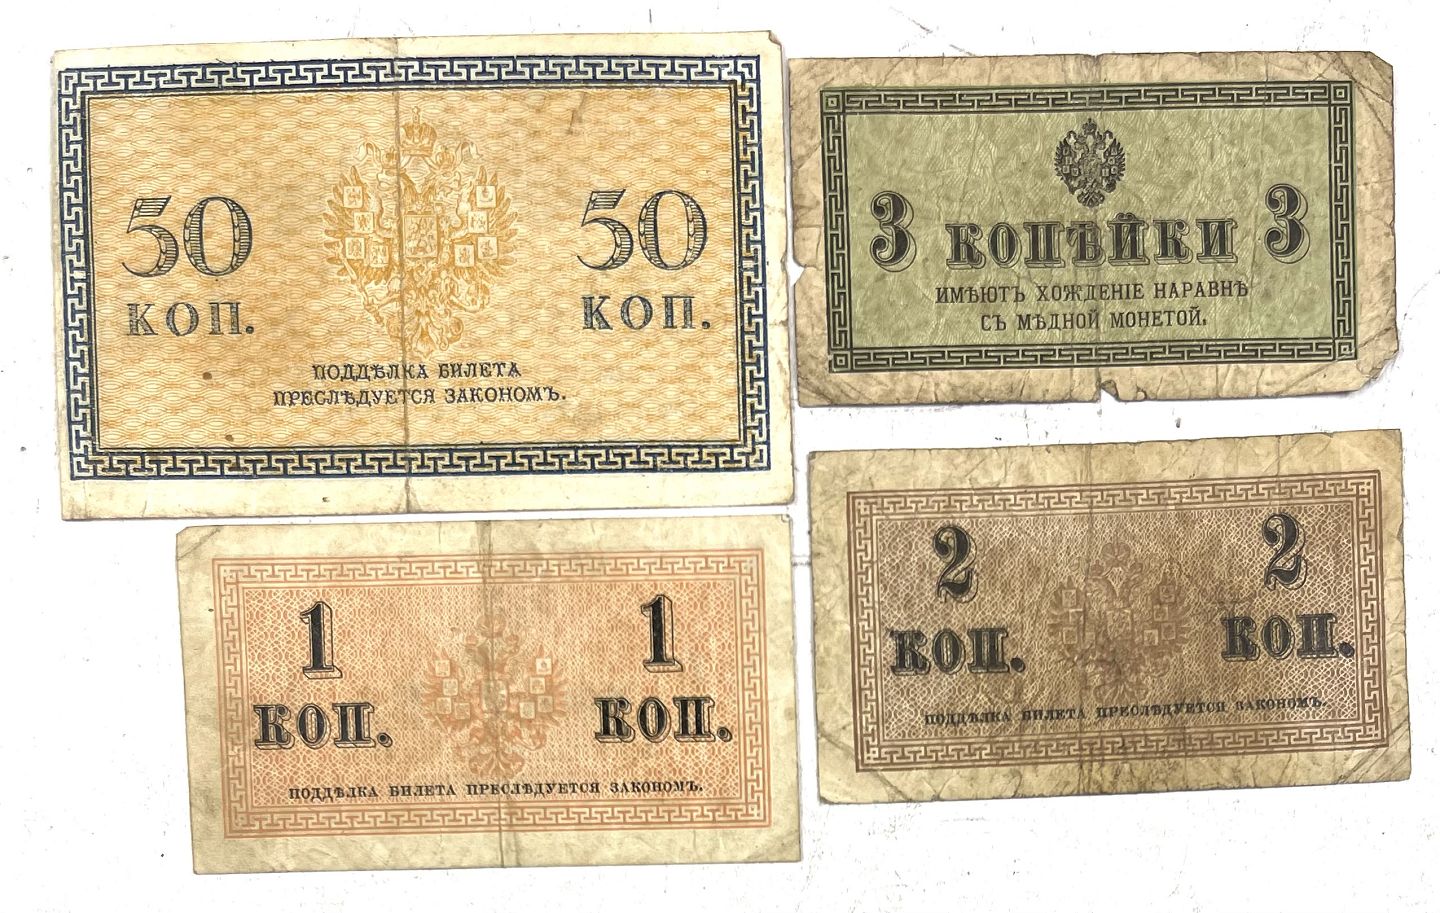 50 50
КОП. КОП.
ПОДДѢЛКА БИЛЕТА
ПРЕСЛѢДУЕТСЯ ЗАКОНОМЪ.
3 КОПѢЙКИ 3
ИМѢЮТЪ ХОЖДЕНІЕ НАРАВНѢ
СЪ МѢДНОЙ МОНЕТОЙ.
1 1
КОП. КОП.
ПОДДѢЛКА БИЛЕТА ПРЕСЛѢДУЕТСЯ ЗАКОНОМЪ.
2 2
КОП. КОП.
ПОДДѢЛКА БИЛЕТА ПРЕСЛѢДУЕТСЯ ЗАКОНОМЪ.